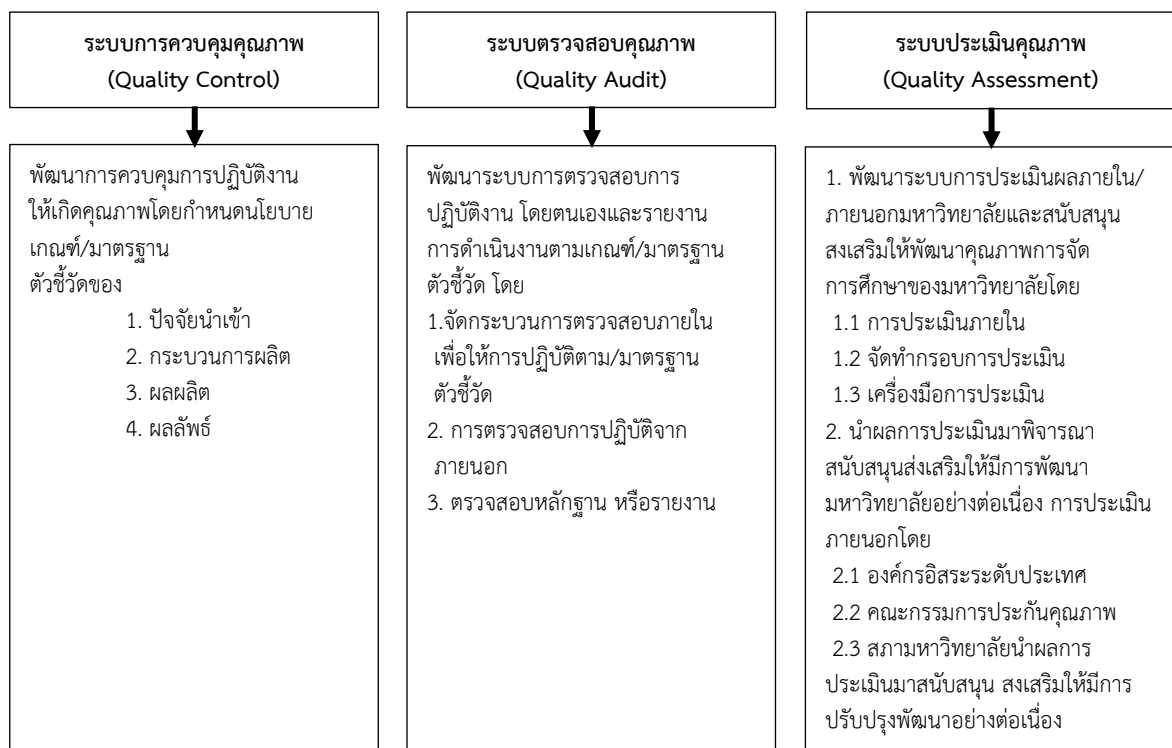 ระบบการควบคุมคุณภาพ
(Quality Control)
พัฒนาการควบคุมการปฏิบัติงาน
ให้เกิดคุณภาพโดยกำหนดนโยบาย
เกณฑ์/มาตรฐาน
ตัวชี้วัดของ
1. ปัจจัยนำเข้า
2. กระบวนการผลิต
3. ผลผลิต
4. ผลลัพธ์
ระบบตรวจสอบคุณภาพ
(Quality Audit)
พัฒนาระบบการตรวจสอบการ
ปฏิบัติงาน โดยตนเองและรายงาน
การดำเนินงานตามเกณฑ์/มาตรฐาน
ตัวชี้วัด โดย
1.จัดกระบวนการตรวจสอบภายใน
เพื่อให้การปฏิบัติตาม/มาตรฐาน
ตัวชี้วัด
2. การตรวจสอบการปฏิบัติจาก
ภายนอก
3. ตรวจสอบหลักฐาน หรือรายงาน
ระบบประเมินคุณภาพ
(Quality Assessment)
1. พัฒนาระบบการประเมินผลภายใน/
ภายนอกมหาวิทยาลัยและสนับสนุน
สงเสริมให้พัฒนาคุณภาพการจัด
การศึกษาของมหาวิทยาลัยโดย
1.1 การประเมินภายใน
1.2 จัดทำกรอบการประเมิน
1.3 เครื่องมือการประเมิน
2. นำผลการประเมินมาพิจารณา
สนับสนุนส่งเสริมให้มีการพัฒนา
มหาวิทยาลัยอย่างต่อเนื่อง การประเมิน
ภายนอกโดย
2.1 องค์กรอิสระระดับประเทศ
2.2 คณะกรรมการประกันคุณภาพ
2.3 สภามหาวิทยาลัยนำผลการ
ประเมินมาสนับสนุน สงเสริมให้มีการ
ปรับปรุงพัฒนาอย่างต่อเนื่อง